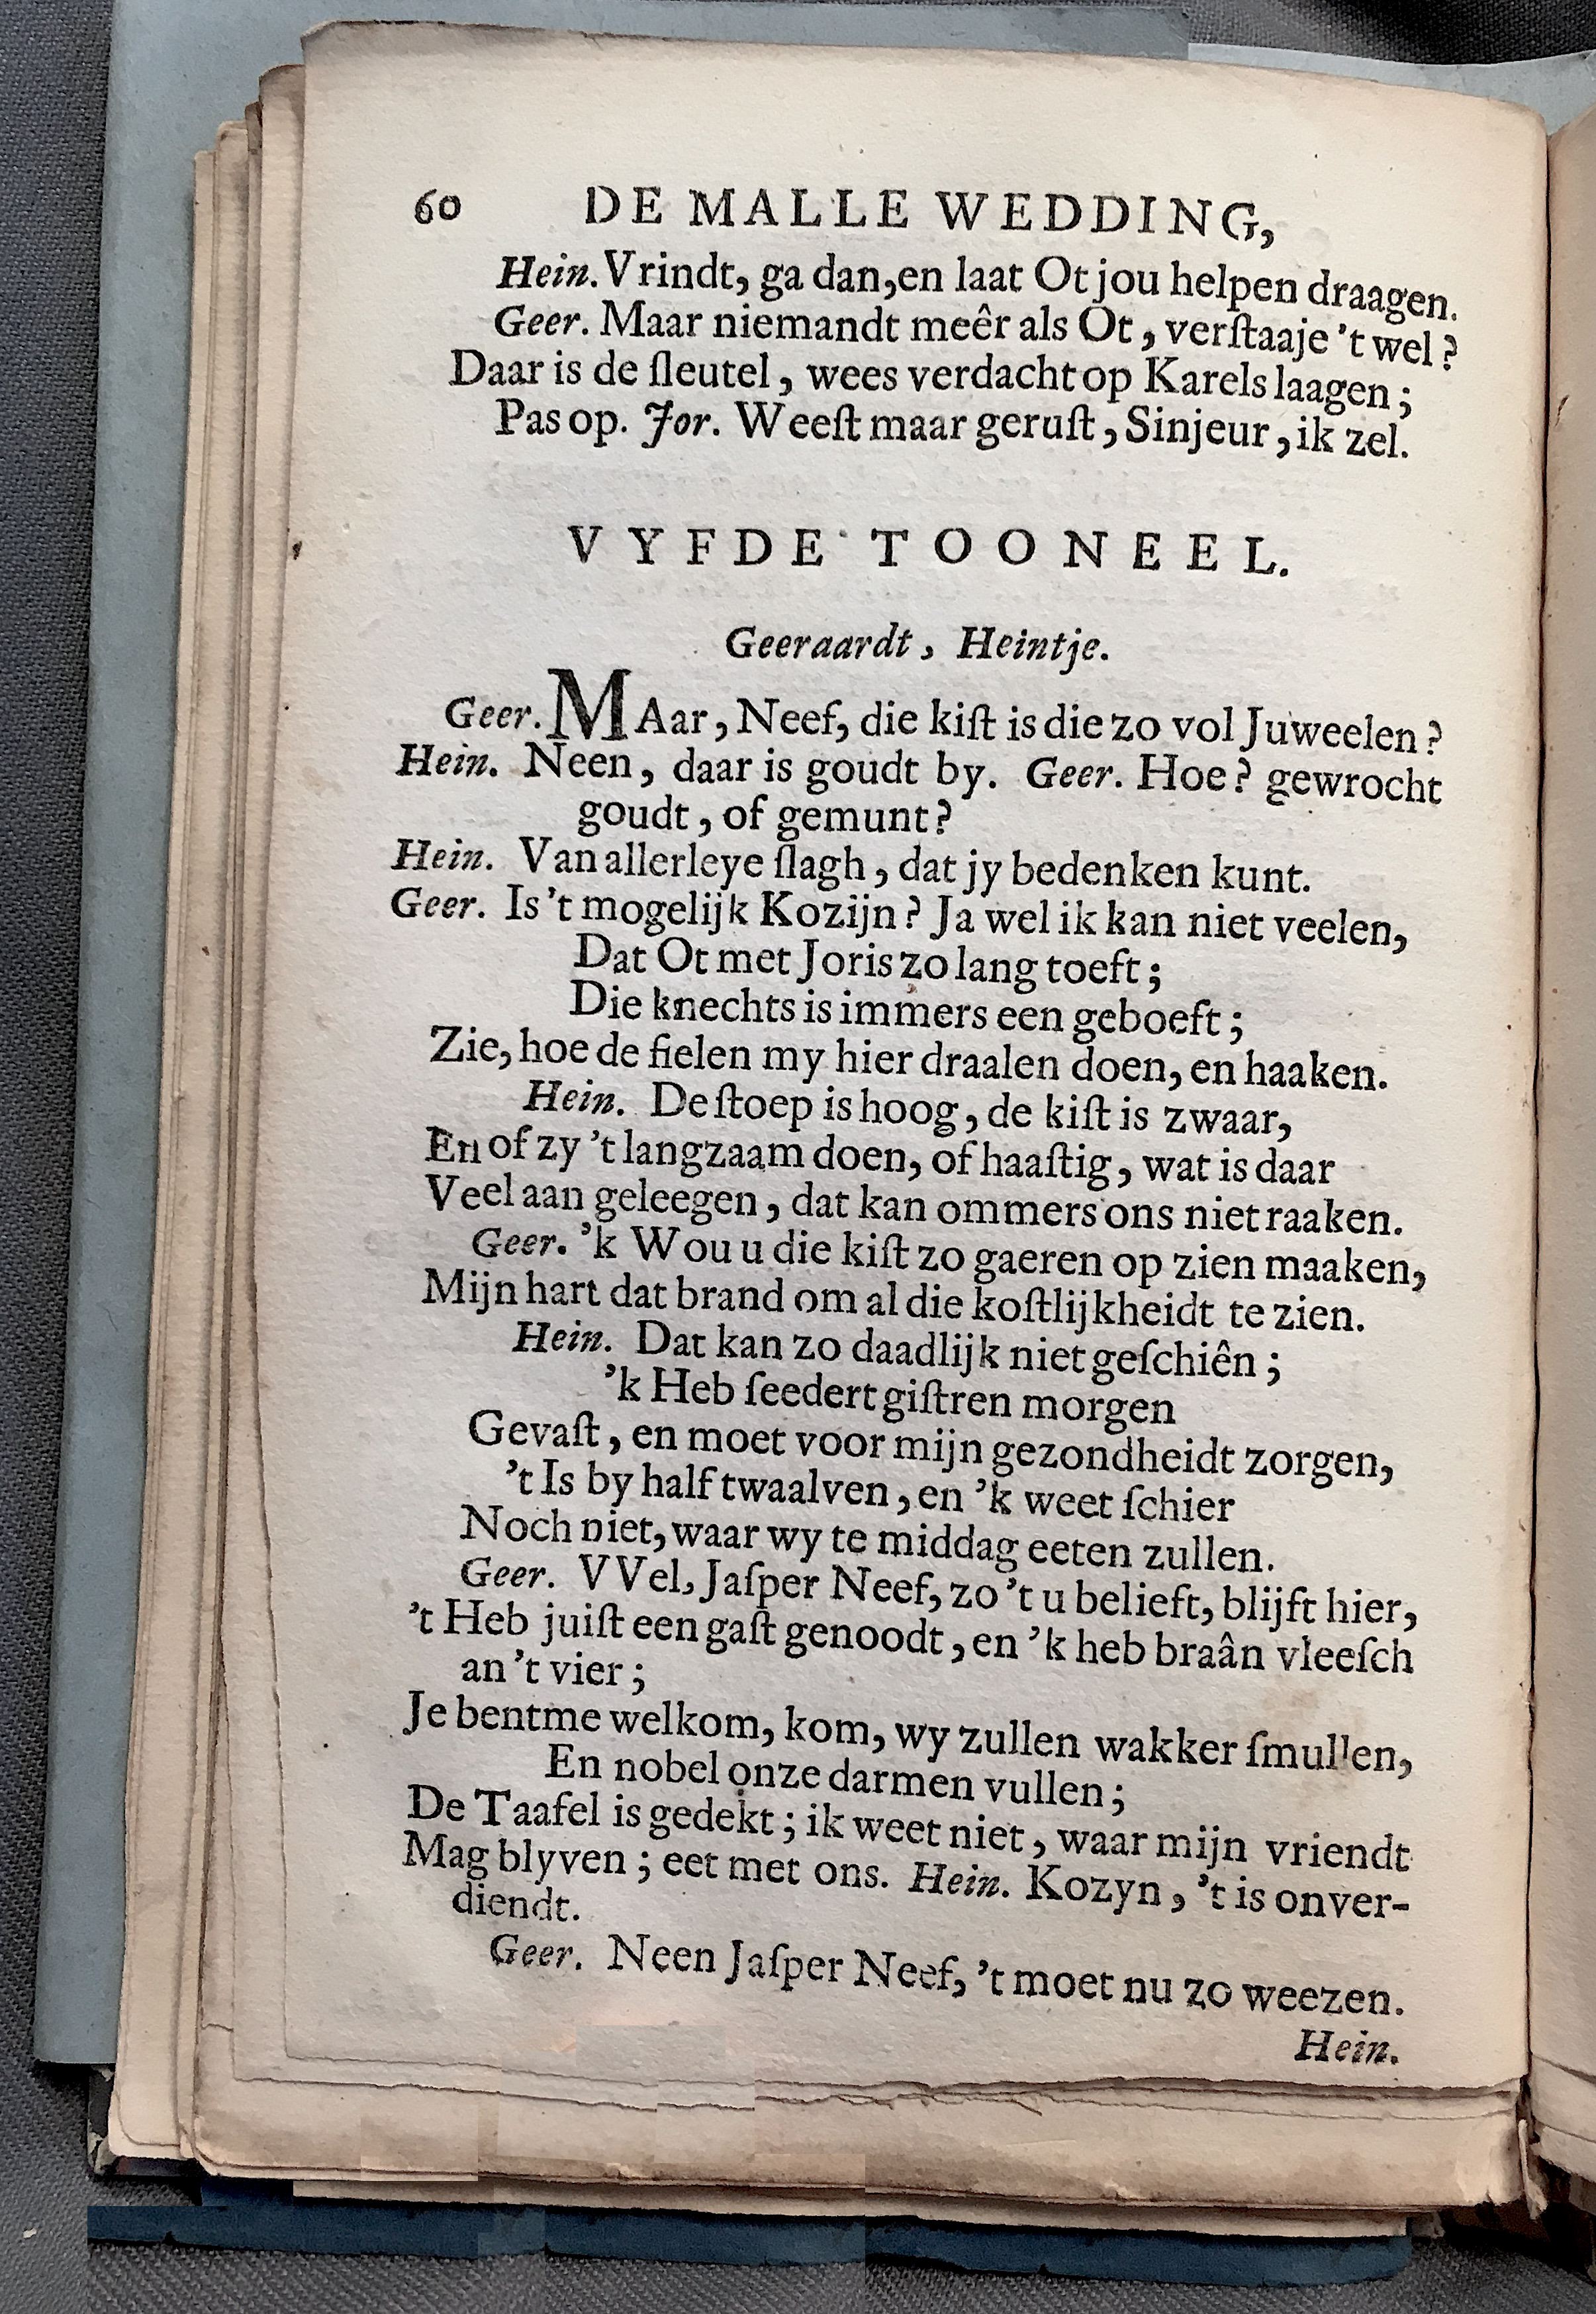 60 DE MALLE WEDDING,
Hein. Vrindt, ga dan, en laat Ot jou helpen draagen.
Geer. Maar niemandt meêr als Ot, verſtaaje 't wel?
Daar is de ſleutel, wees verdacht op Karels laagen;
Pas op. Jor. Weeſt maar geruſt, Sinjeur, ik zel.
VYFDE TOONEEL.
Geeraardt, Heintje.
Geer. MAar, Neef, die kiſt is die zo vol Juweelen?
Hein. Neen, daar is goudt by. Geer. Hoe? gewrocht
goudt, of gemunt?
Hein. Van allerleye ſlagh, dat jy bedenken kunt.
Geer. Is 't mogelijk Kozijn? Ja wel ik kan niet veelen,
Dat Ot met Joris zo lang toeft;
Die knechts is immers een geboeft;
Zie, hoe de fielen my hier draalen doen, en haaken.
Hein. De ſtoep is hoog, de kiſt is zwaar,
En of zy 't langzaam doen, of haaſtig, wat is daar
Veel aan geleegen, dat kan ommers ons niet raaken.
Geer. 'k Wou u die kiſt zo gaeren op zien maaken,
Mijn hart dat brand om al die koſtlijkheidt te zien.
Hein. Dat kan zo daadlijk niet geſchiên;
'k Heb ſeedert giſtren morgen
Gevaſt, en moet voor mijn gezondheidt zorgen,
't Is by half twaalven, en 'k weet ſchier
Noch niet, waar wy te middag eeten zullen.
Geer. VVel, Jaſper Neef, zo 't u belieft, blijft hier,
't Heb juiſt een gaſt genoodt, en 'k heb braân vleeſch
an 't vier;
Je bentme welkom, kom, wy zullen wakker ſmullen,
En nobel onze darmen vullen;
De Taafel is gedekt; ik weet niet, waar mijn vriendt
Mag blyven; eet met ons. Hein. Kozyn, 't is onver-
diendt.
Geer. Neen Jaſper Neef, 't moet nu zo weezen.
Hein.